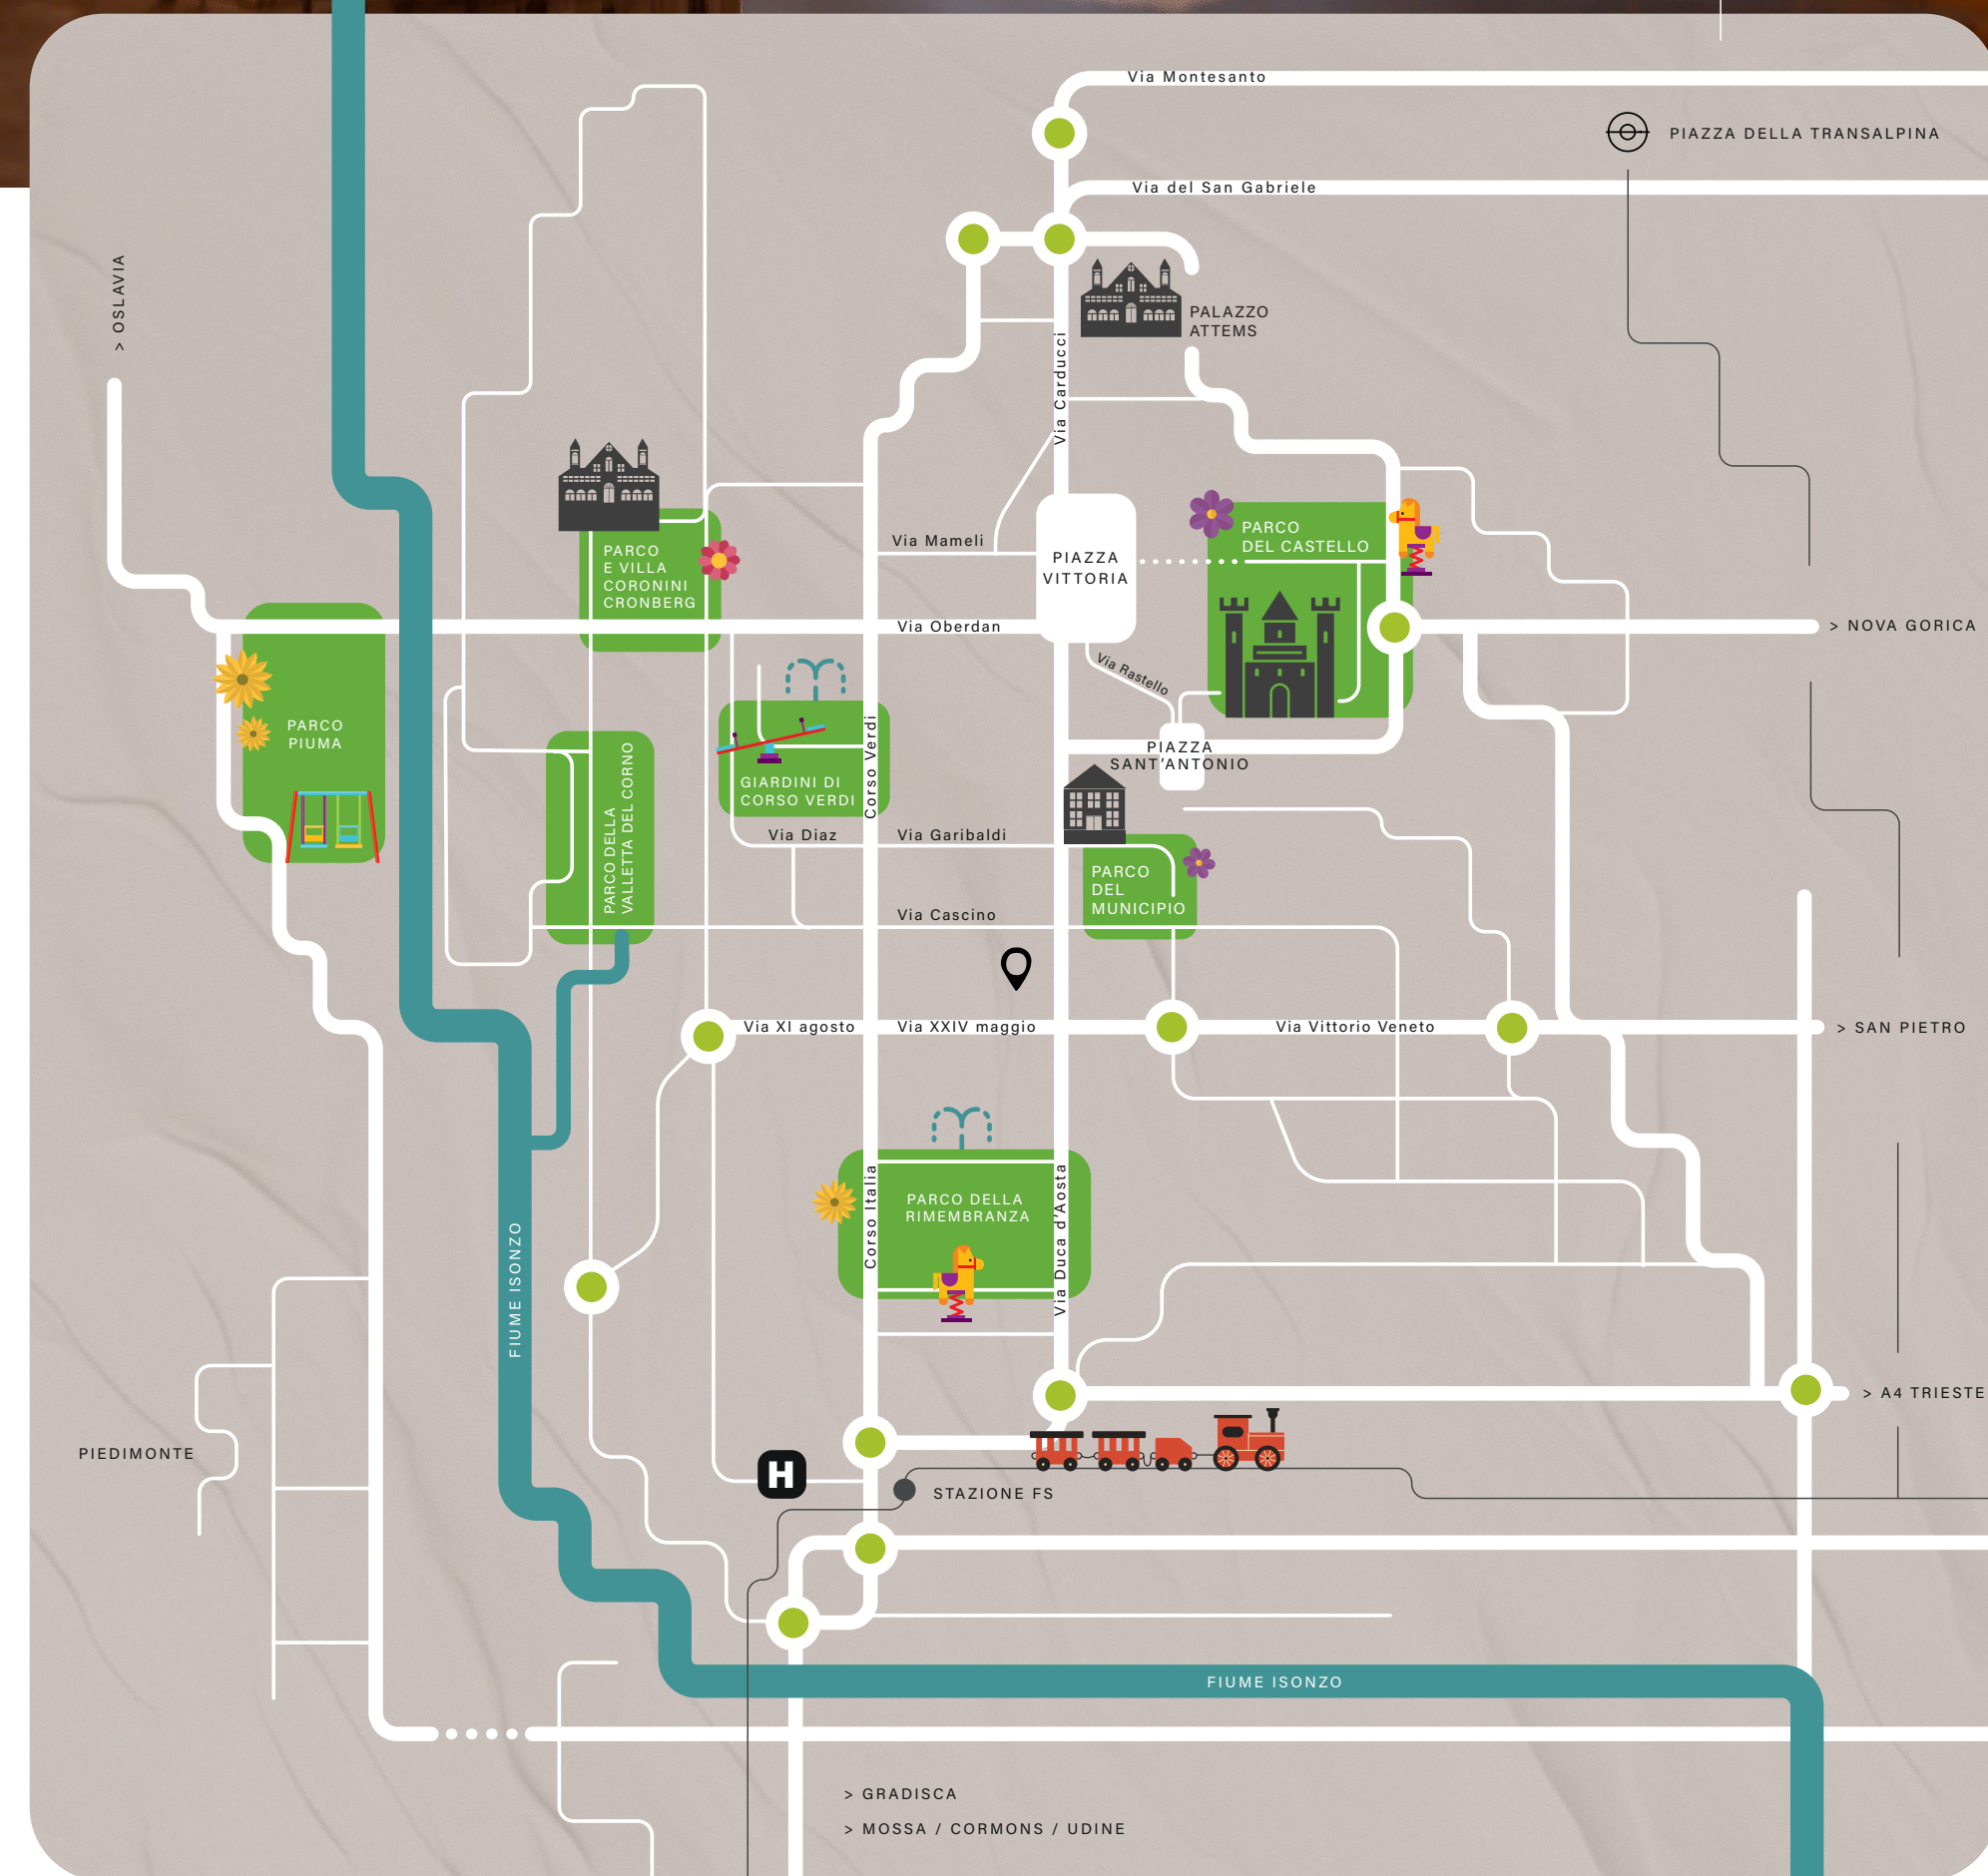 Via Montesanto
PIAZZA DELLA TRANSALPINA
Via del San Gabriele
> OSLAVIA
PALAZZO
ATTEMS
Via Carducci
PARCO
DEL CASTELLO
Via Mameli
PIAZZA
VITTORIA
PARCO
E VILLA
CORONINI
CRONBERG
Via Oberdan
> NOVA GORICA
Via Rastello
PARCO
PIUMA
PIAZZA
SANT'ANTONIO
PARCO DELLA
VALLETTA DEL CORNO
GIARDINI DI
CORSO VERDI
Corso Verdi
Via Diaz
Via Garibaldi
PARCO
DEL
MUNICIPIO
Via Cascino
Via XI agosto
Via XXIV maggio
Via Vittorio Veneto
> SAN PIETRO
PARCO DELLA
RIMEMBRANZA
Corso Italia
Via Duca d'Aosta
FIUME ISONZO
> A4 TRIESTE
PIEDIMONTE
H
STAZIONE FS
FIUME ISONZO
> GRADISCA
> MOSSA / CORMONS / UDINE